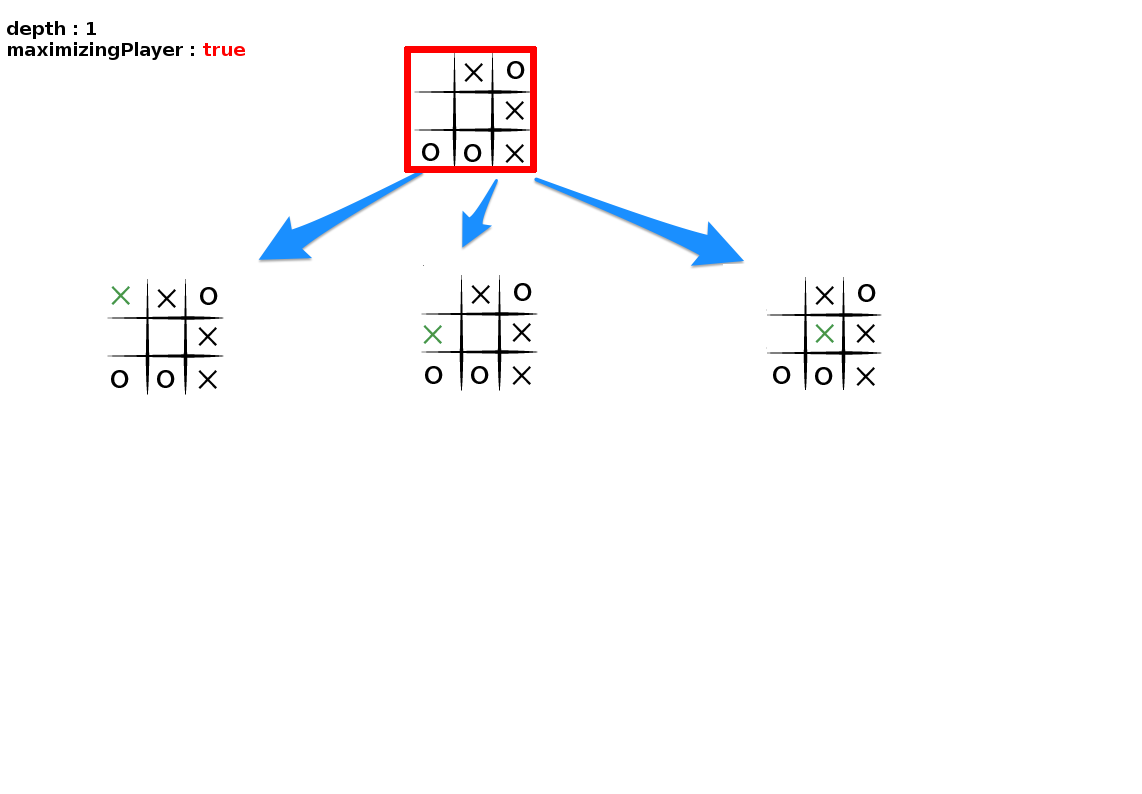 depth : 1
maximizingPlayer : true
× o
×
o o ×
× × o
×
o o ×
× o
× ×
o o ×
× o
× ×
o o ×